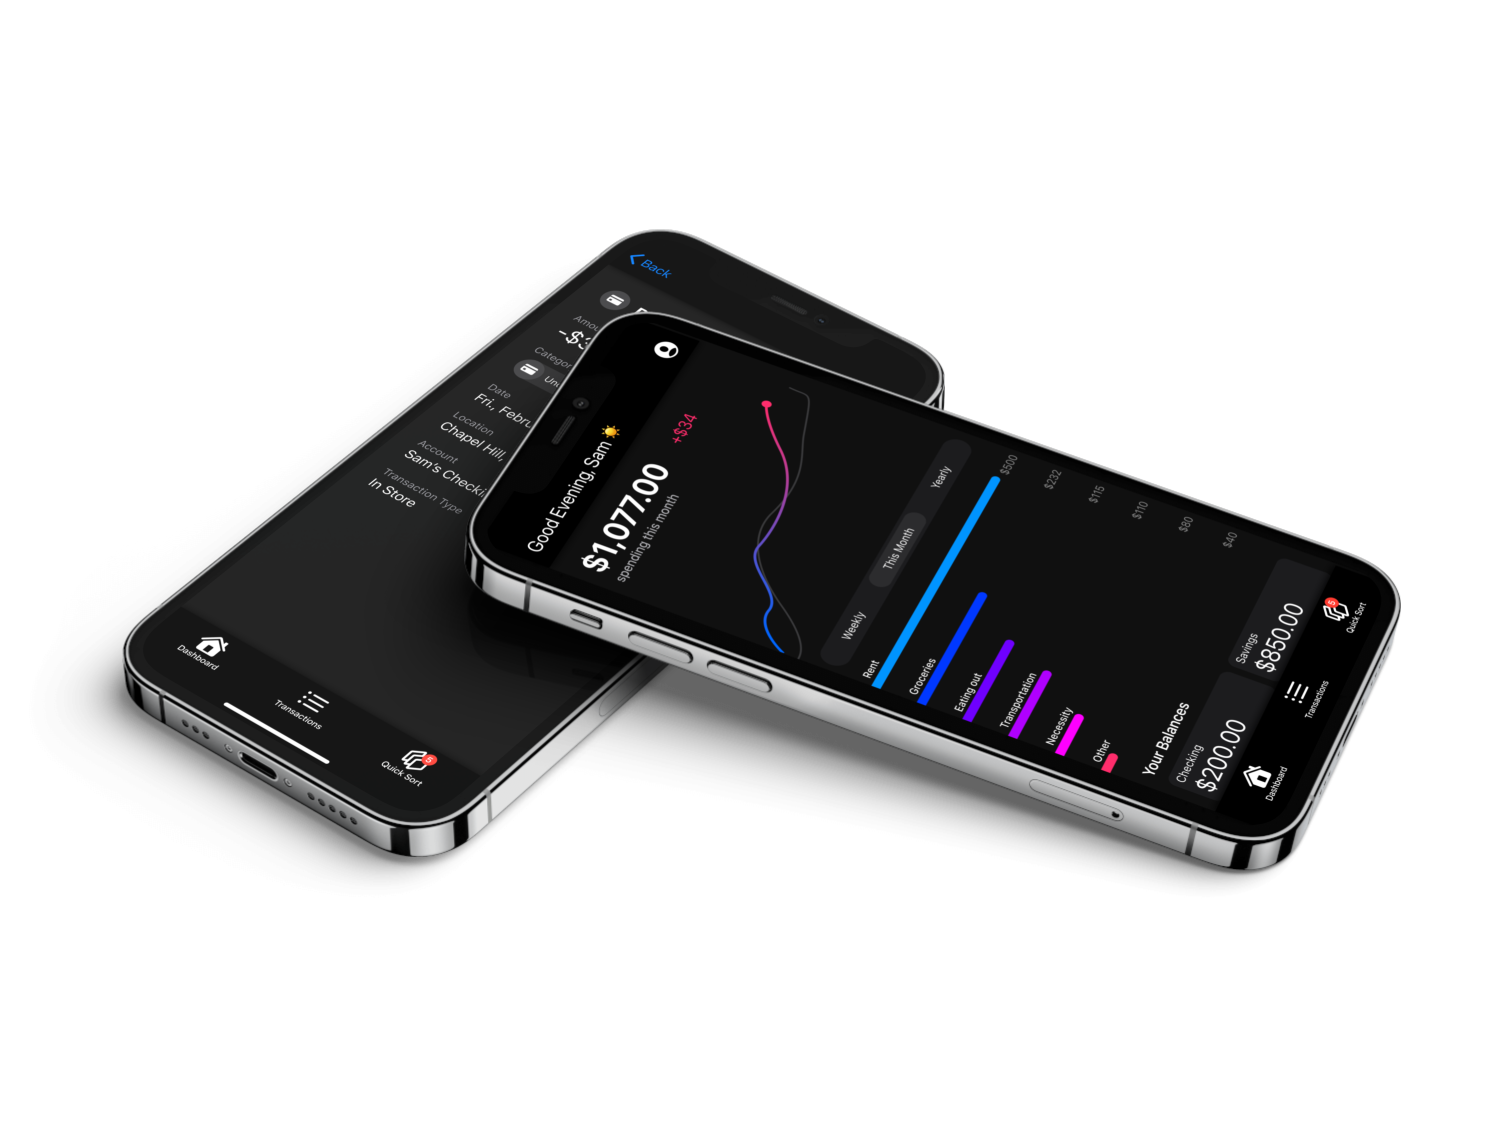 Back
-$3
Date
Fri., Febru
Location
Chapel Hill,
Account
Sam's Checki
Transaction Type
In Store
Dashboard
Transactions
Quick Sort
5
Good Evening, Sam ☀️
$1,077.00
+$34
spending this month
Weekly
This Month
Yearly
Rent
$500
Groceries
$232
Eating out
$115
Transportation
$110
Necessity
$80
Other
$40
Your Balances
Checking
$200.00
Savings
$850.00
Dashboard
Transactions
Quick Sort
5